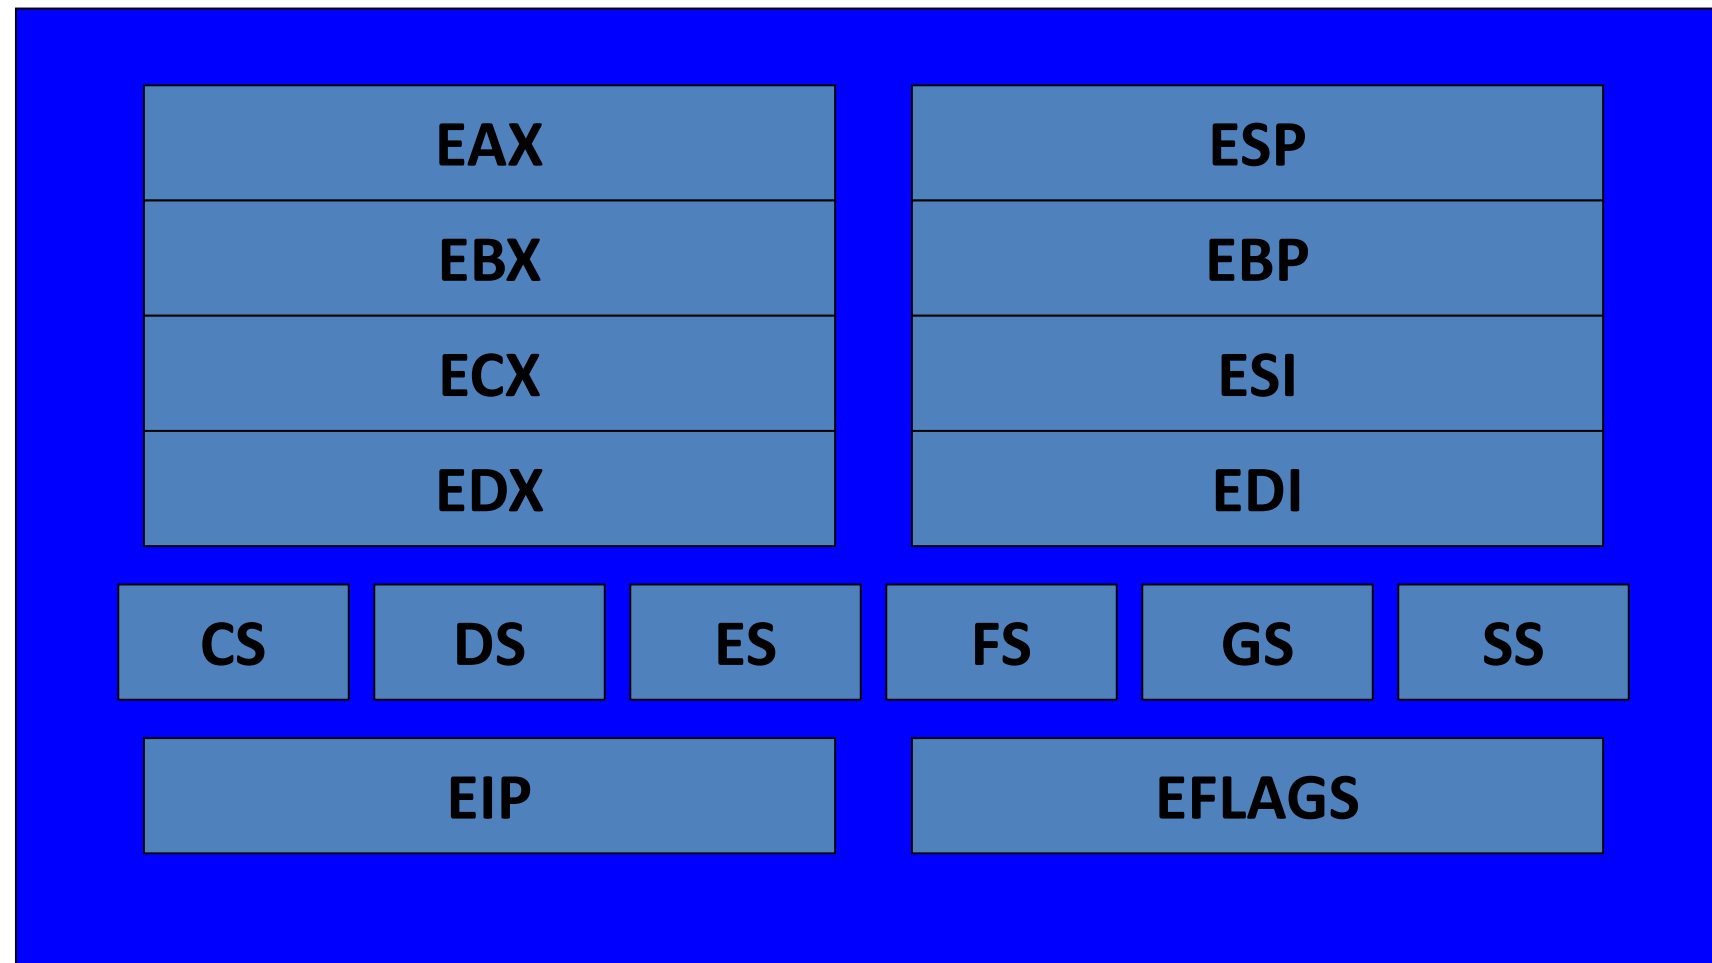 EAX ESP
EBX EBP
ECX ESI
EDX EDI
CS DS ES FS GS SS
EIP EFLAGS